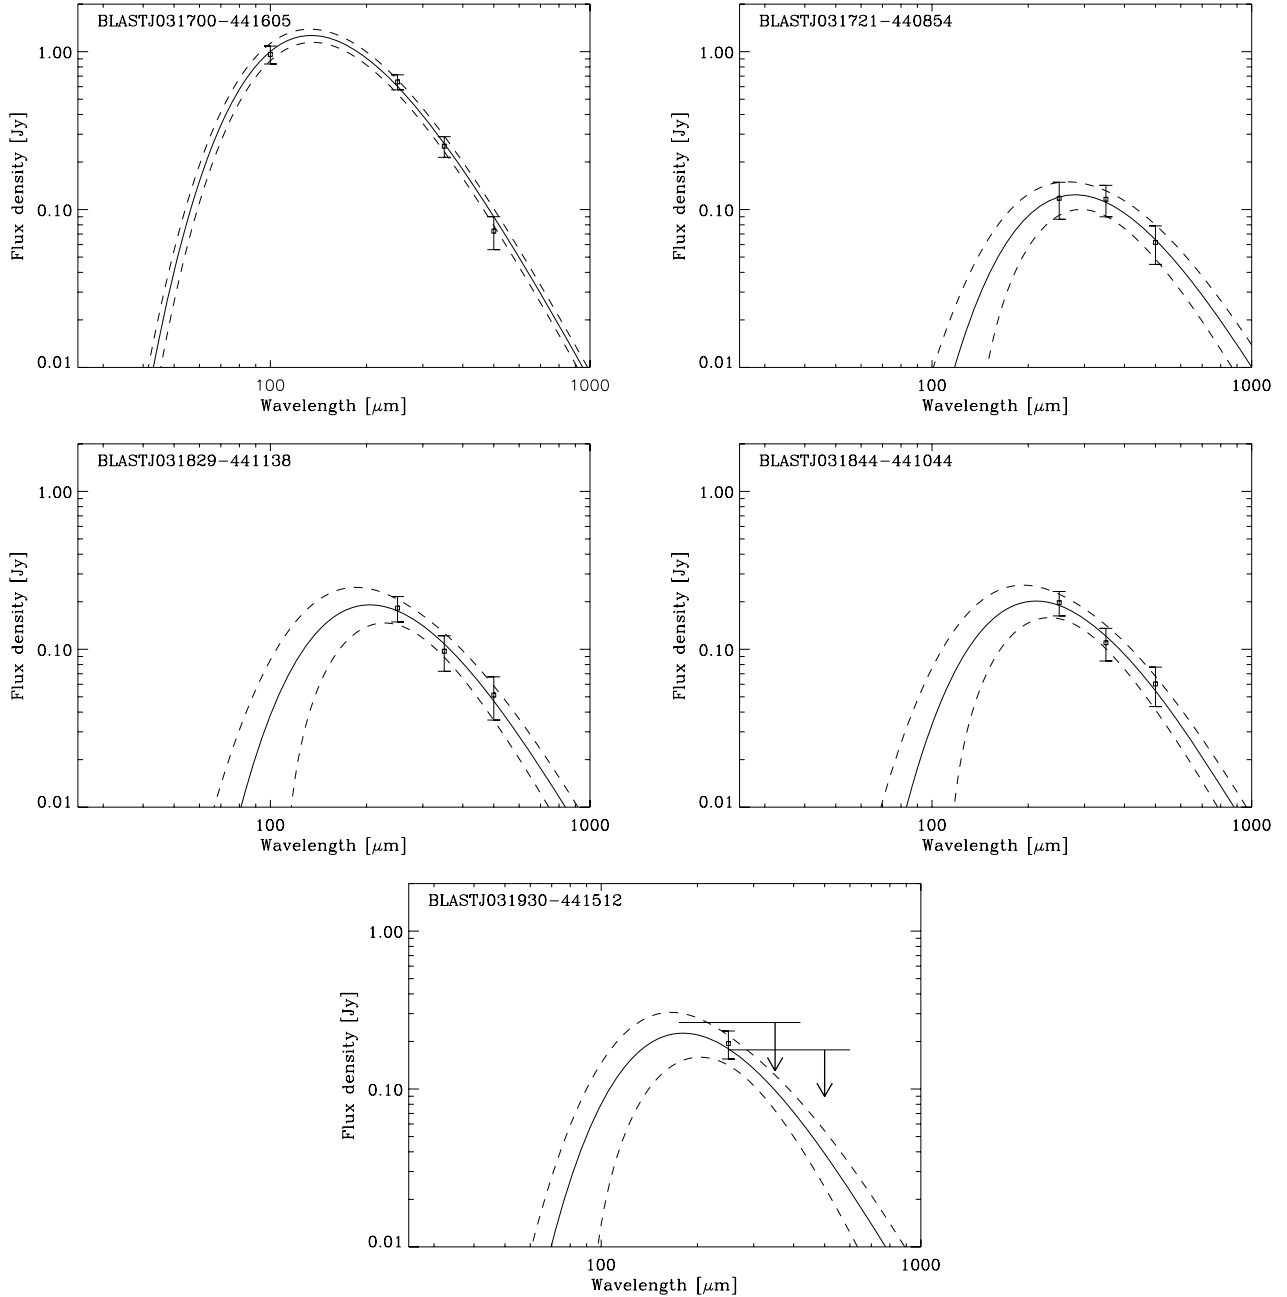 BLASTJ031700-441605
1.00
0.10
0.01
Flux density [Jy]
100
1000
Wavelength [μm]
BLASTJ031721-440854
1.00
0.10
0.01
Flux density [Jy]
100
1000
Wavelength [μm]
BLASTJ031829-441138
1.00
0.10
0.01
Flux density [Jy]
100
1000
Wavelength [μm]
BLASTJ031844-441044
1.00
0.10
0.01
Flux density [Jy]
100
1000
Wavelength [μm]
BLASTJ031930-441512
1.00
0.10
0.01
Flux density [Jy]
100
1000
Wavelength [μm]